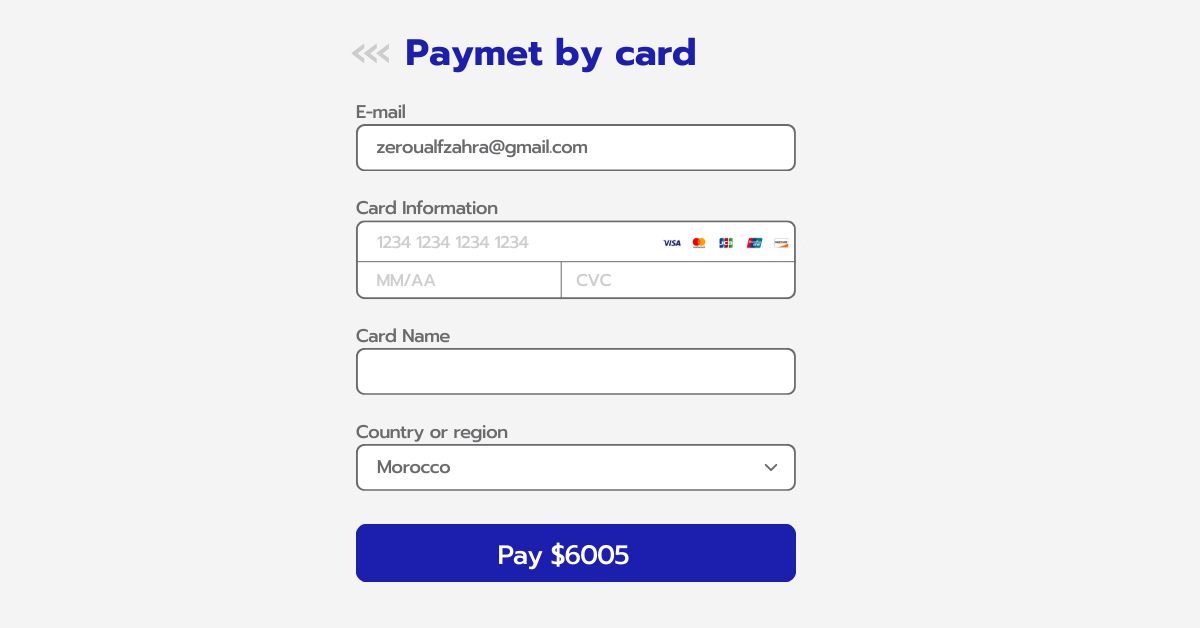 Paymet by card
E-mail
zeroualfzahra@gmail.com
Card Information
1234 1234 1234 1234 VISA
MM/AA CVC
Card Name
Country or region
Morocco
Pay $6005